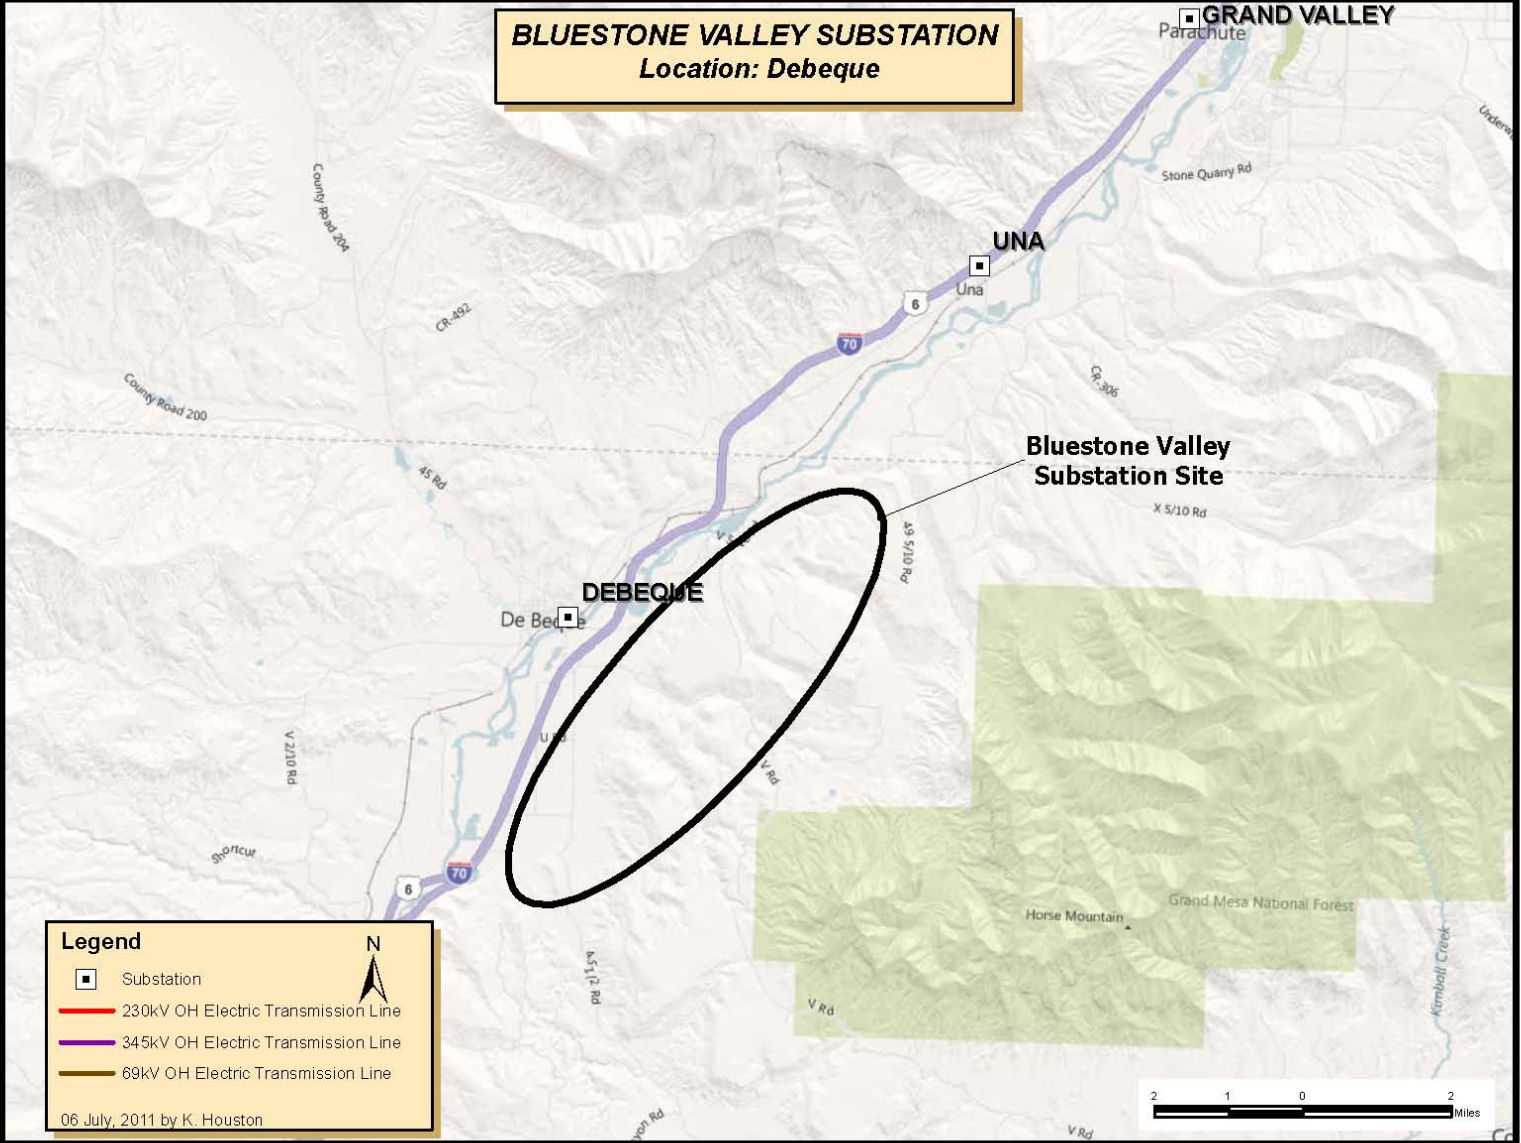 BLUESTONE VALLEY SUBSTATION
Location: Debeque
GRAND VALLEY
Parachute
Stone Quarry Rd
County Road 204
UNA
Una
6
70
CR-492
CR-306
County Road 200
45 Rd
Bluestone Valley
Substation Site
X 5/10 Rd
49 5/10 Rd
DEBEQUE
De Beque
V 2/10 Rd
V Rd
Shortcut
70
6
Horse Mountain
Grand Mesa National Forest
Kimball Creek
45 1/2 Rd
V Rd
V Rd
Legend
N
Substation
230kV OH Electric Transmission Line
345kV OH Electric Transmission Line
69kV OH Electric Transmission Line
06 July, 2011 by K. Houston
2 1 0 2
Miles